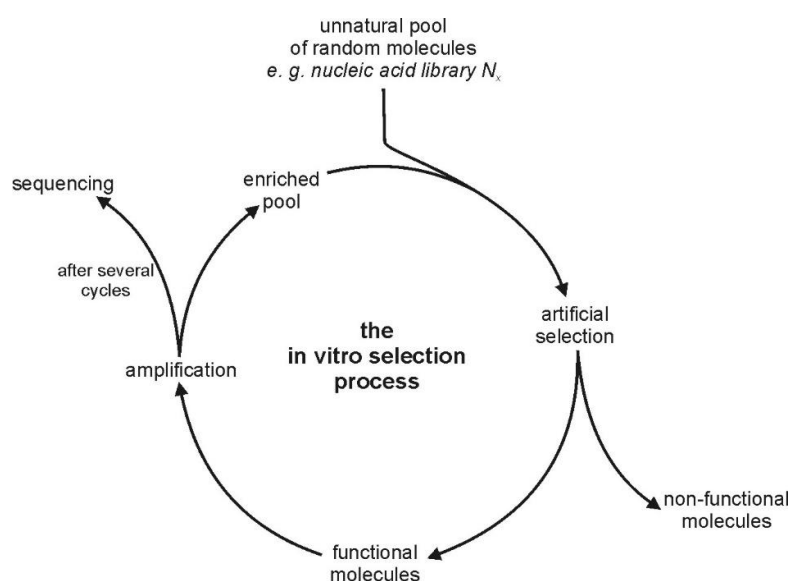 unnatural pool
of random molecules
e. g. nucleic acid library Nₓ
sequencing
enriched
pool
after several
cycles
artificial
selection
the
in vitro selection
process
amplification
non-functional
molecules
functional
molecules